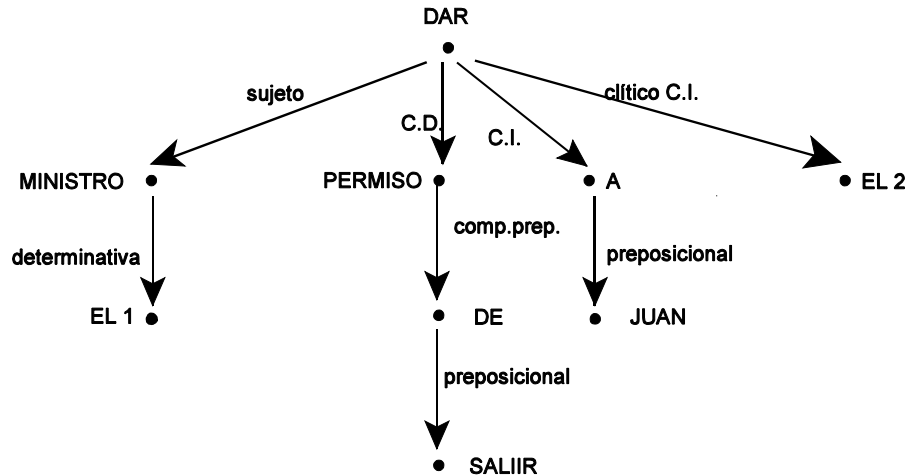 DAR
sujeto
clítico C.I.
C.D.
C.I.
MINISTRO
PERMISO
A
EL 2
comp.prep.
determinativa
preposicional
EL 1
DE
JUAN
preposicional
SALIIR